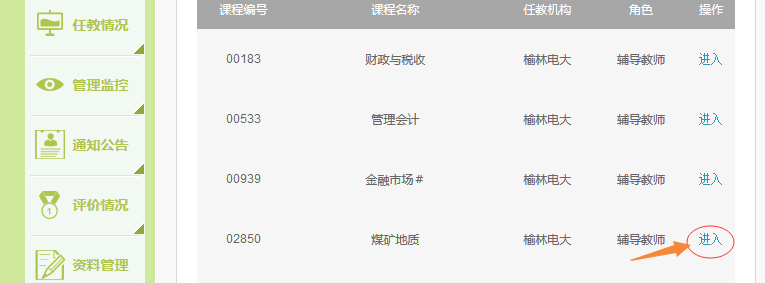 任教情况
管理监控
通知公告
评价情况
1
资料管理
课程编号 课程名称 任教机构 角色 操作
00183 财政与税收 榆林电大 辅导教师 进入
00533 管理会计 榆林电大 辅导教师 进入
00939 金融市场# 榆林电大 辅导教师 进入
02850 煤矿地质 榆林电大 辅导教师 进入